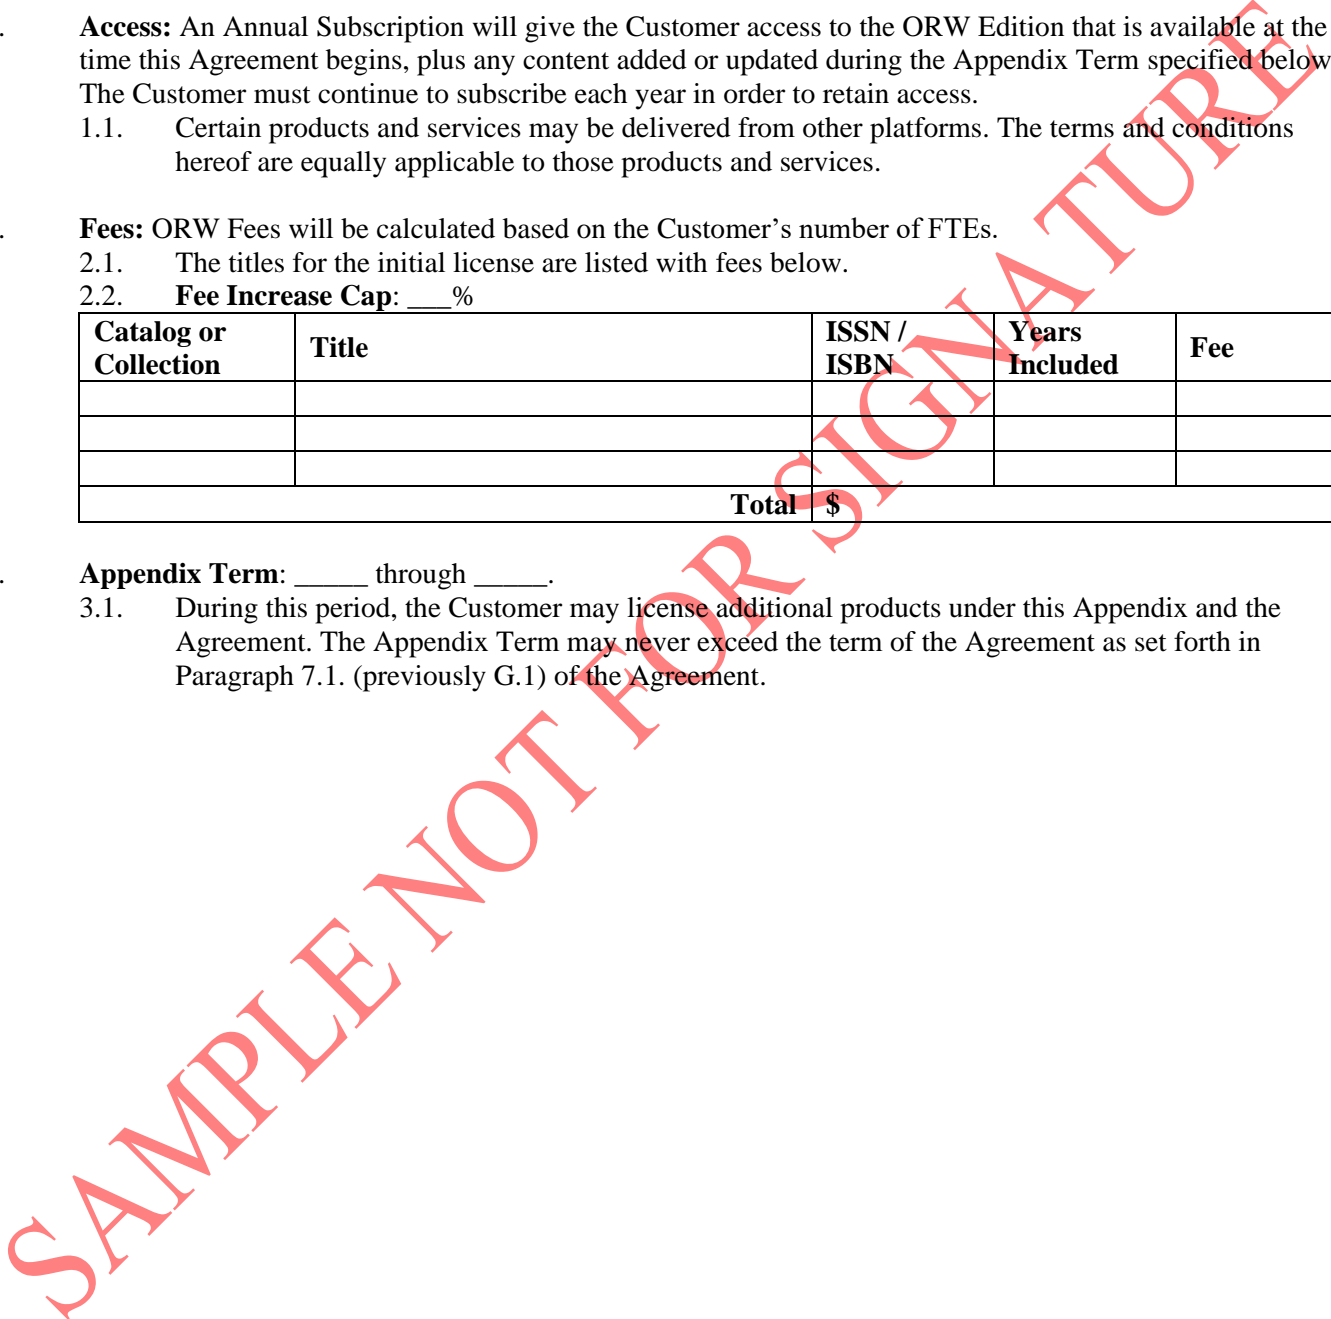 . Access: An Annual Subscription will give the Customer access to the ORW Edition that is available at the
time this Agreement begins, plus any content added or updated during the Appendix Term specified below
The Customer must continue to subscribe each year in order to retain access.
1.1. Certain products and services may be delivered from other platforms. The terms and conditions
hereof are equally applicable to those products and services.
. Fees: ORW Fees will be calculated based on the Customer’s number of FTEs.
2.1. The titles for the initial license are listed with fees below.
2.2. Fee Increase Cap: ___%
Catalog or Collection Title ISSN / ISBN Years Included Fee
Total $
. Appendix Term: _____ through _____.
3.1. During this period, the Customer may license additional products under this Appendix and the
Agreement. The Appendix Term may never exceed the term of the Agreement as set forth in
Paragraph 7.1. (previously G.1) of the Agreement.
SAMPLE NOT FOR SIGNATURE